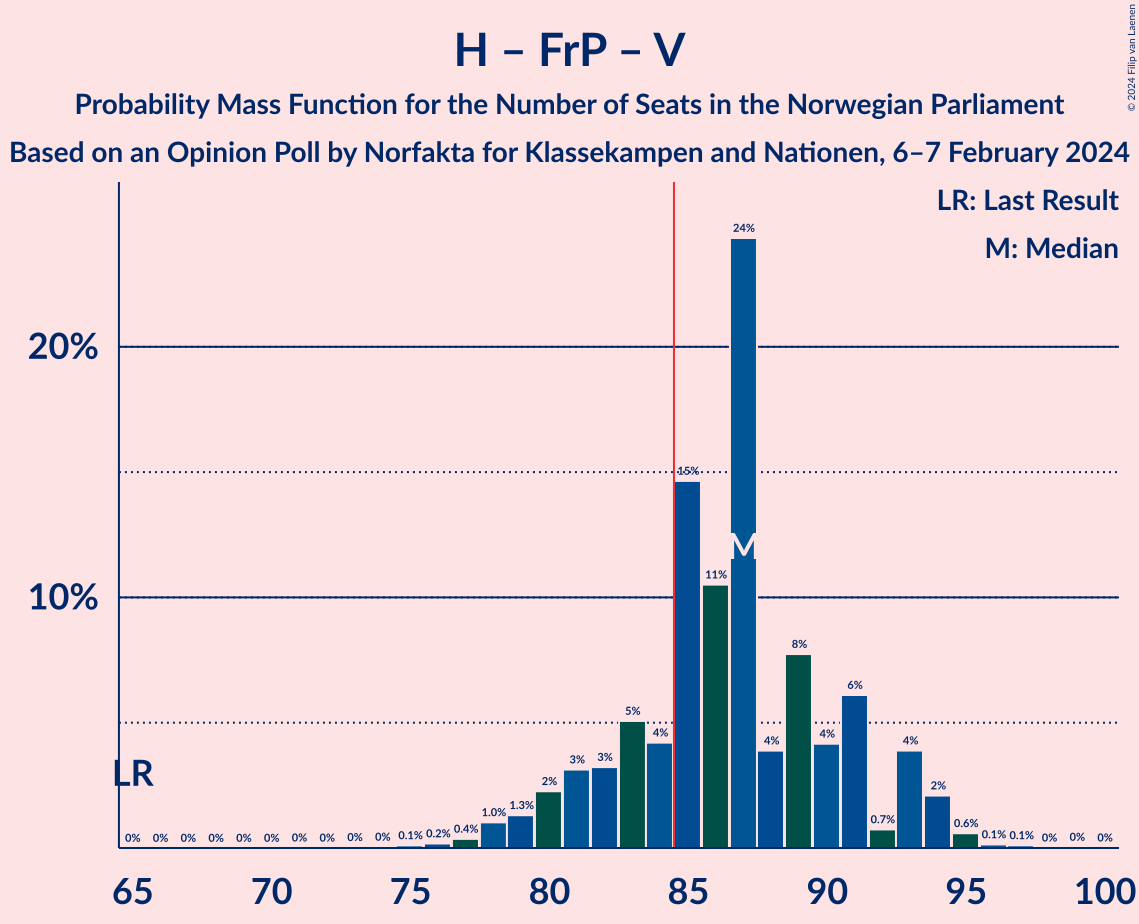 H – FrP – V
Probability Mass Function for the Number of Seats in the Norwegian Parliament
Based on an Opinion Poll by Norfakta for Klassekampen and Nationen, 6–7 February 2024
© 2024 Filip van Laenen
LR: Last Result
M: Median
20%
10%
24%
15%
11%
8%
6%
5%
4%
4%
4%
4%
3%
3%
2%
2%
1.0%
1.3%
0.7%
0.6%
0% 0% 0% 0% 0% 0% 0% 0% 0% 0% 0.1% 0.2% 0.4%
0.1% 0.1% 0% 0% 0%
M
LR
65 70 75 80 85 90 95 100